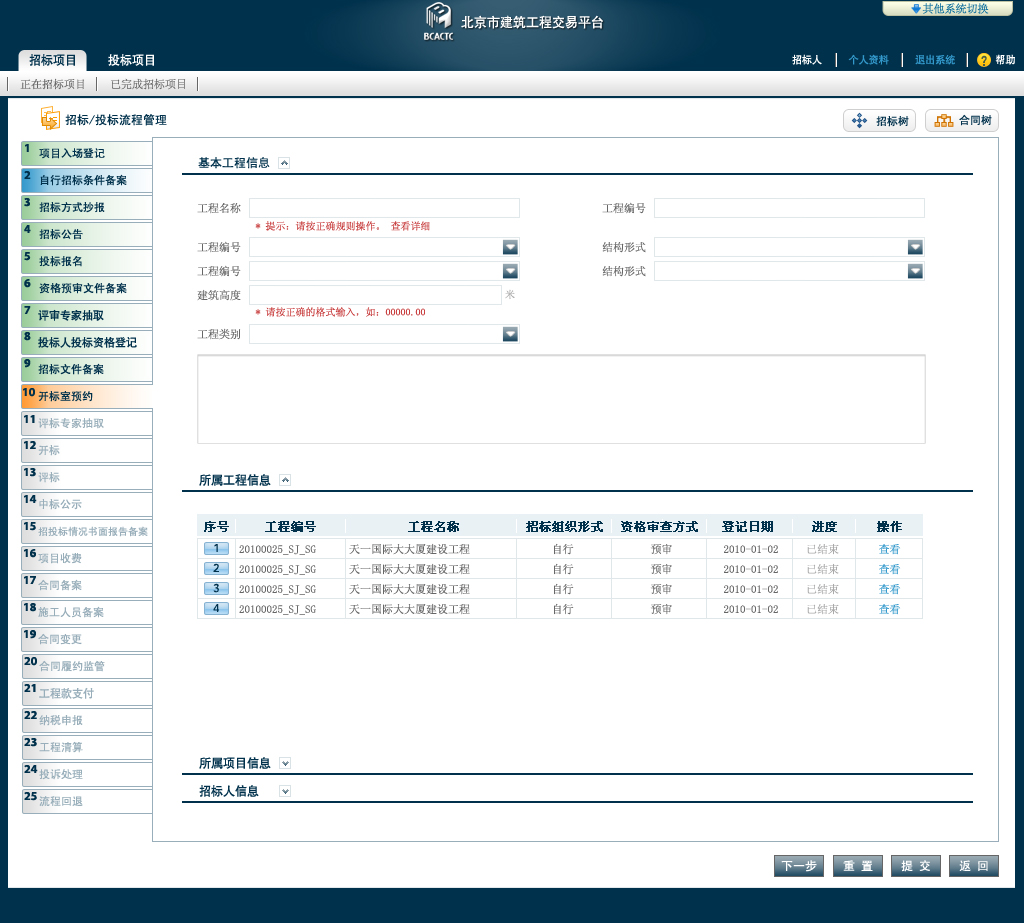 其他系统切换
BCACTC
北京市建筑工程交易平台
招标项目 投标项目
招标人 个人资料 退出系统 ? 帮助
正在招标项目 已完成招标项目
招标/投标流程管理
招标树 合同树
1 项目入场登记
2 自行招标条件备案
3 招标方式抄报
4 招标公告
5 投标报名
6 资格预审文件备案
7 评审专家抽取
8 投标人投标资格登记
9 招标文件备案
10 开标室预约
11 评标专家抽取
12 开标
13 评标
14 中标公示
15 招投标情况书面报告备案
16 项目收费
17 合同备案
18 施工人员备案
19 合同变更
20 合同履约监管
21 工程款支付
22 纳税申报
23 工程清算
24 投诉处理
25 流程回退
基本工程信息
工程名称 工程编号
* 提示：请按正确规则操作。 查看详细
工程编号 结构形式
工程编号 结构形式
建筑高度 米
* 请按正确的格式输入，如：00000.00
工程类别
所属工程信息
序号 工程编号 工程名称 招标组织形式 资格审查方式 登记日期 进度 操作
1 20100025_SJ_SG 天一国际大大厦建设工程 自行 预审 2010-01-02 已结束 查看
2 20100025_SJ_SG 天一国际大大厦建设工程 自行 预审 2010-01-02 已结束 查看
3 20100025_SJ_SG 天一国际大大厦建设工程 自行 预审 2010-01-02 已结束 查看
4 20100025_SJ_SG 天一国际大大厦建设工程 自行 预审 2010-01-02 已结束 查看
所属项目信息
招标人信息
下一步 重 置 提 交 返 回